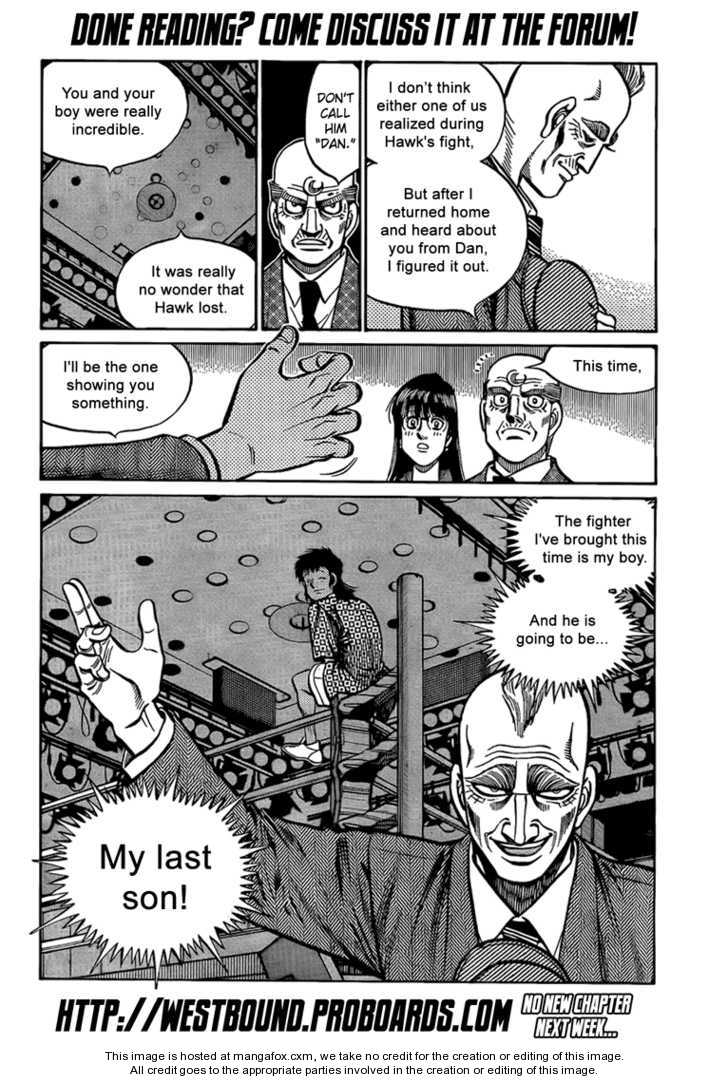 DONE READING? COME DISCUSS IT AT THE FORUM!
You and your
boy were really
incredible.
It was really
no wonder that
Hawk lost.
DON'T
CALL
HIM
"DAN."
I don't think
either one of us
realized during
Hawk's fight,
But after I
returned home
and heard about
you from Dan,
I figured it out.
I'll be the one
showing you
something.
This time,
The fighter
I've brought this
time is my boy.
And he is
going to be...
My last
son!
HTTP://WESTBOUND.PROBOARDS.COM
NO NEW CHAPTER
NEXT WEEK...
This image is hosted at mangafox.cxm, we take no credit for the creation or editing of this image.
All credit goes to the appropriate parties involved in the creation or editing of this image.